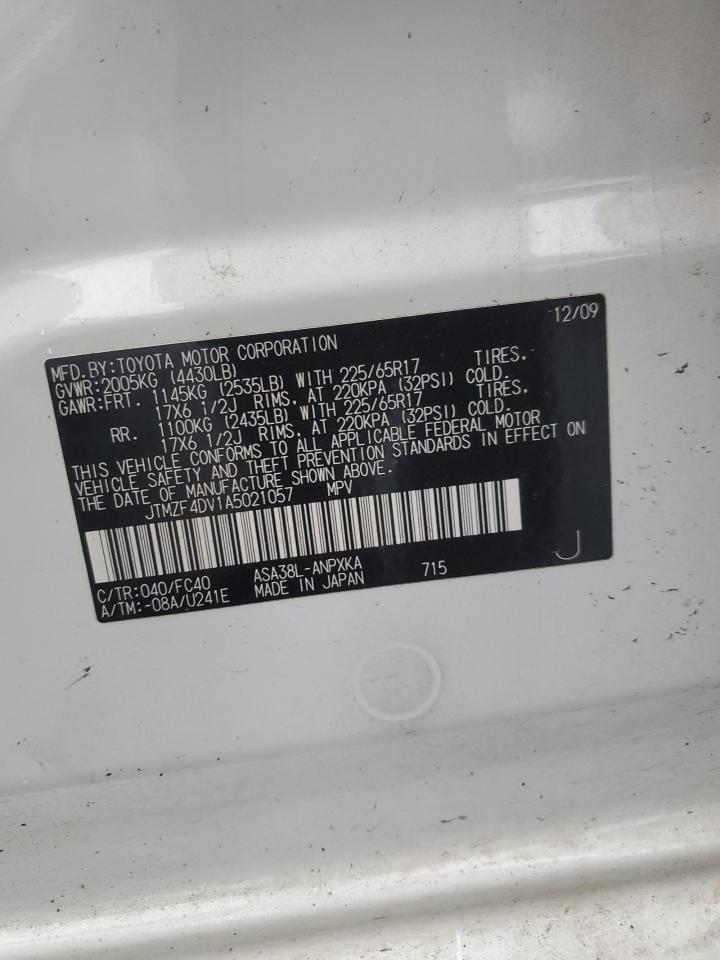 12/09
MFD.BY:TOYOTA MOTOR CORPORATION
GVWR:2005KG (4430LB)
GAWR:FRT. 1145KG (2535LB) WITH 225/65R17 TIRES.
17X6 1/2J RIMS, AT 220KPA (32PSI) COLD.
RR. 1100KG (2435LB) WITH 225/65R17 TIRES.
17X6 1/2J RIMS, AT 220KPA (32PSI) COLD.
THIS VEHICLE CONFORMS TO ALL APPLICABLE FEDERAL MOTOR
VEHICLE SAFETY AND THEFT PREVENTION STANDARDS IN EFFECT ON
THE DATE OF MANUFACTURE SHOWN ABOVE.
JTMZF4DV1A5021057 MPV
C/TR:040/FC40 ASA38L-ANPXKA 715 J
A/TM:-08A/U241E MADE IN JAPAN